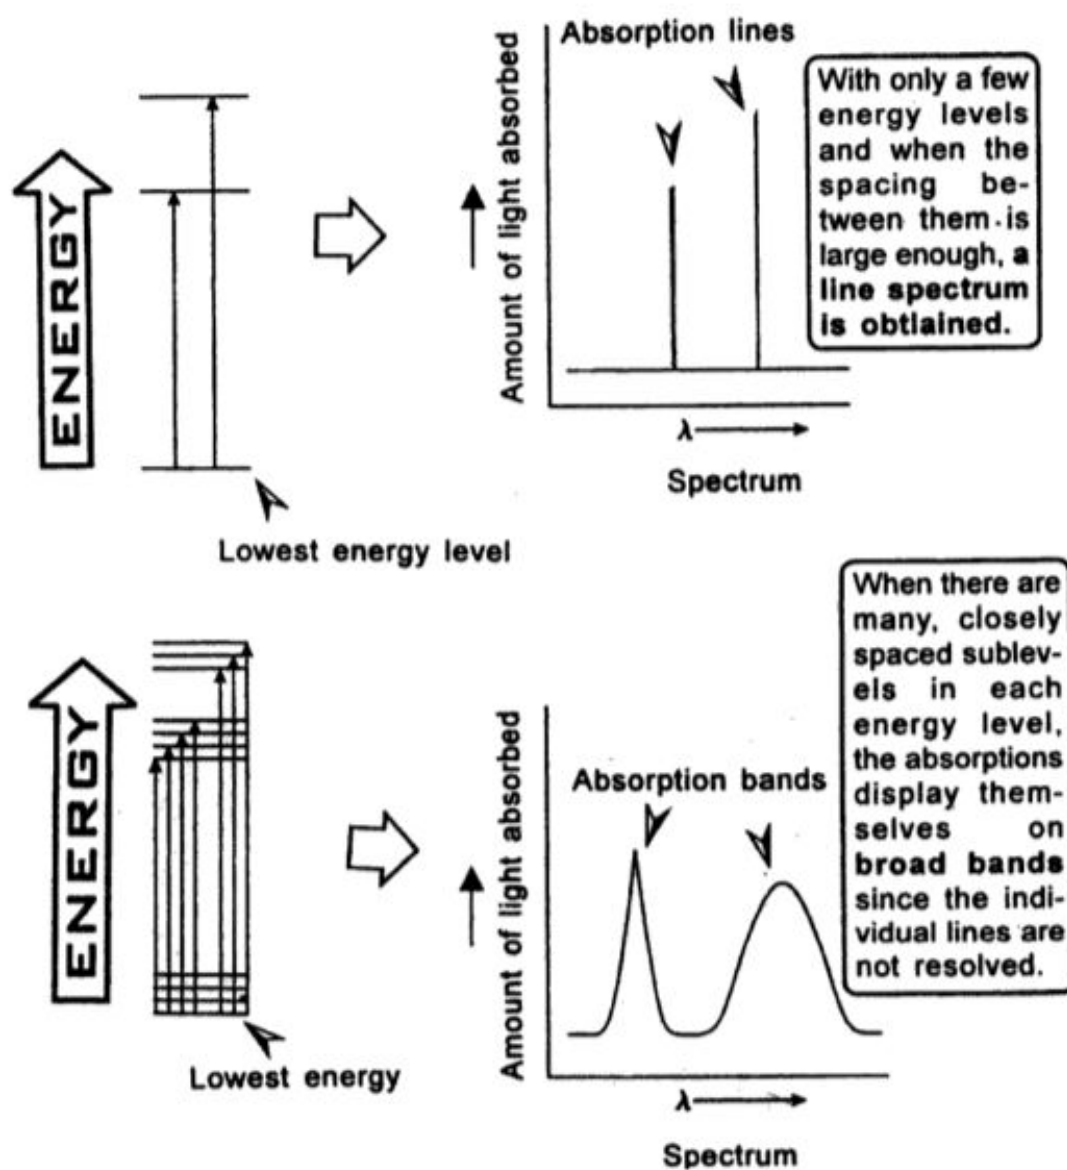 Absorption lines
ENERGY
Amount of light absorbed
With only a few
energy levels
and when the
spacing be-
tween them is
large enough, a
line spectrum
is obtlained.
λ
Spectrum
Lowest energy level
When there are
many, closely
spaced sublev-
els in each
energy level,
the absorptions
display them-
selves on
broad bands
since the indi-
vidual lines are
not resolved.
ENERGY
Amount of light absorbed
Absorption bands
Lowest energy
λ
Spectrum